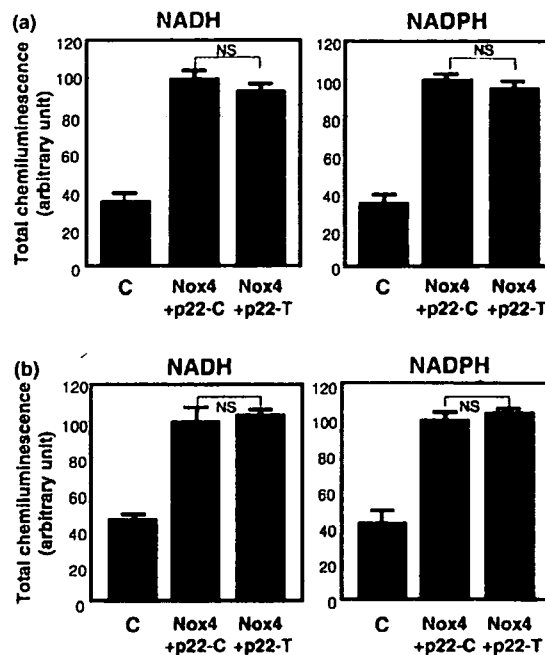 (a)
NADH
NADPH
Total chemiluminescence
(arbitrary unit)
120
100
80
60
40
20
0
120
100
80
60
40
20
0
NS
NS
C
Nox4
+p22-C
Nox4
+p22-T
C
Nox4
+p22-C
Nox4
+p22-T
(b)
NADH
NADPH
Total chemiluminescence
(arbitrary unit)
120
100
80
60
40
20
0
120
100
80
60
40
20
0
NS
NS
C
Nox4
+p22-C
Nox4
+p22-T
C
Nox4
+p22-C
Nox4
+p22-T